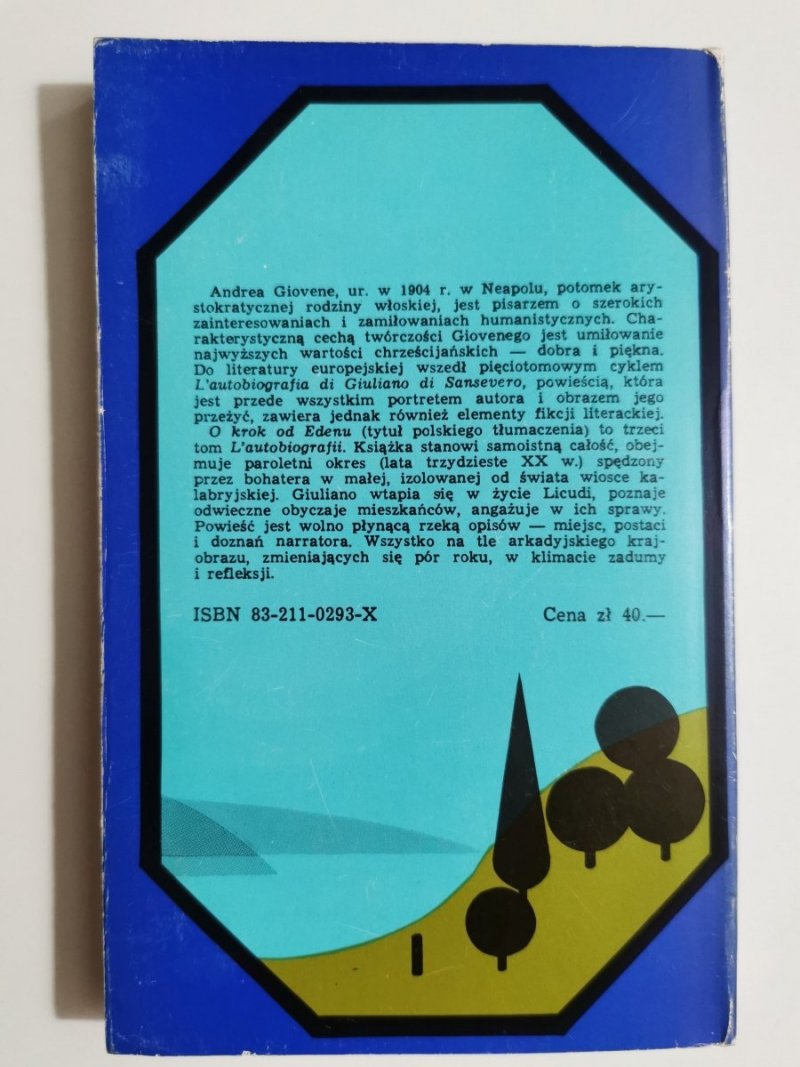 Andrea Giovene, ur. w 1904 r. w Neapolu, potomek ary-
stokratycznej rodziny włoskiej, jest pisarzem o szerokich
zainteresowaniach i zamiłowaniach humanistycznych. Cha-
rakterystyczną cechą twórczości Giovenego jest umiłowanie
najwyższych wartości chrześcijańskich — dobra i piękna.
Do literatury europejskiej wszedł pięciotomowym cyklem
L'autobiografia di Giuliano di Sansevero, powieścią, która
jest przede wszystkim portretem autora i obrazem jego
przeżyć, zawiera jednak również elementy fikcji literackiej.
O krok od Edenu (tytuł polskiego tłumaczenia) to trzeci
tom L'autobiografii. Książka stanowi samoistną całość, obej-
muje paroletni okres (lata trzydzieste XX w.) spędzony
przez bohatera w małej, izolowanej od świata wiosce ka-
labryjskiej. Giuliano wtapia się w życie Licudi, poznaje
odwieczne obyczaje mieszkańców, angażuje w ich sprawy.
Powieść jest wolno płynącą rzeką opisów — miejsc, postaci
i doznań narratora. Wszystko na tle arkadyjskiego kraj-
obrazu, zmieniających się pór roku, w klimacie zadumy
i refleksji.
ISBN 83-211-0293-X Cena zł 40.—